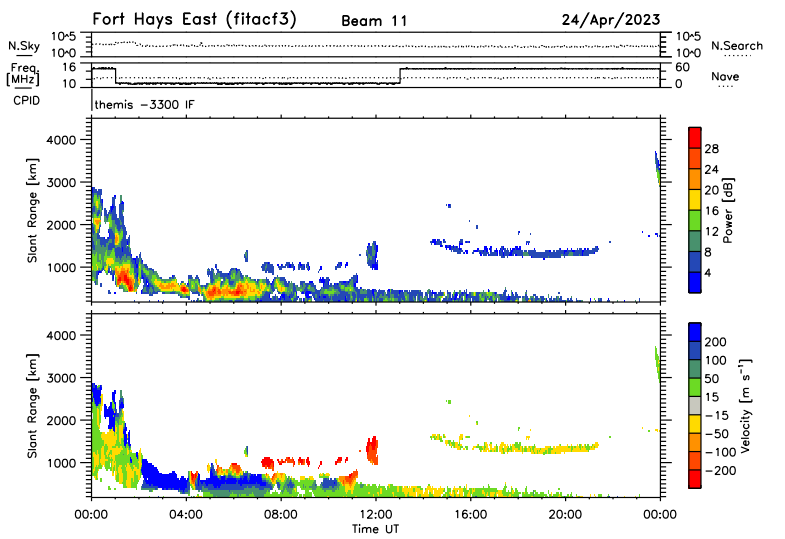 Fort Hays East (fitacf3) Beam 11 24/Apr/2023
N.Sky 10^5 10^0 10^5 10^0 N.Search
Freq. [MHz] 16 10 60 0 Nave
CPID themis -3300 IF
Slant Range [km] 4000 3000 2000 1000
28 24 20 16 12 8 4 Power [dB]
Slant Range [km] 4000 3000 2000 1000
200 100 50 15 -15 -50 -100 -200 Velocity [m s⁻¹]
00:00 04:00 08:00 12:00 16:00 20:00 00:00
Time UT